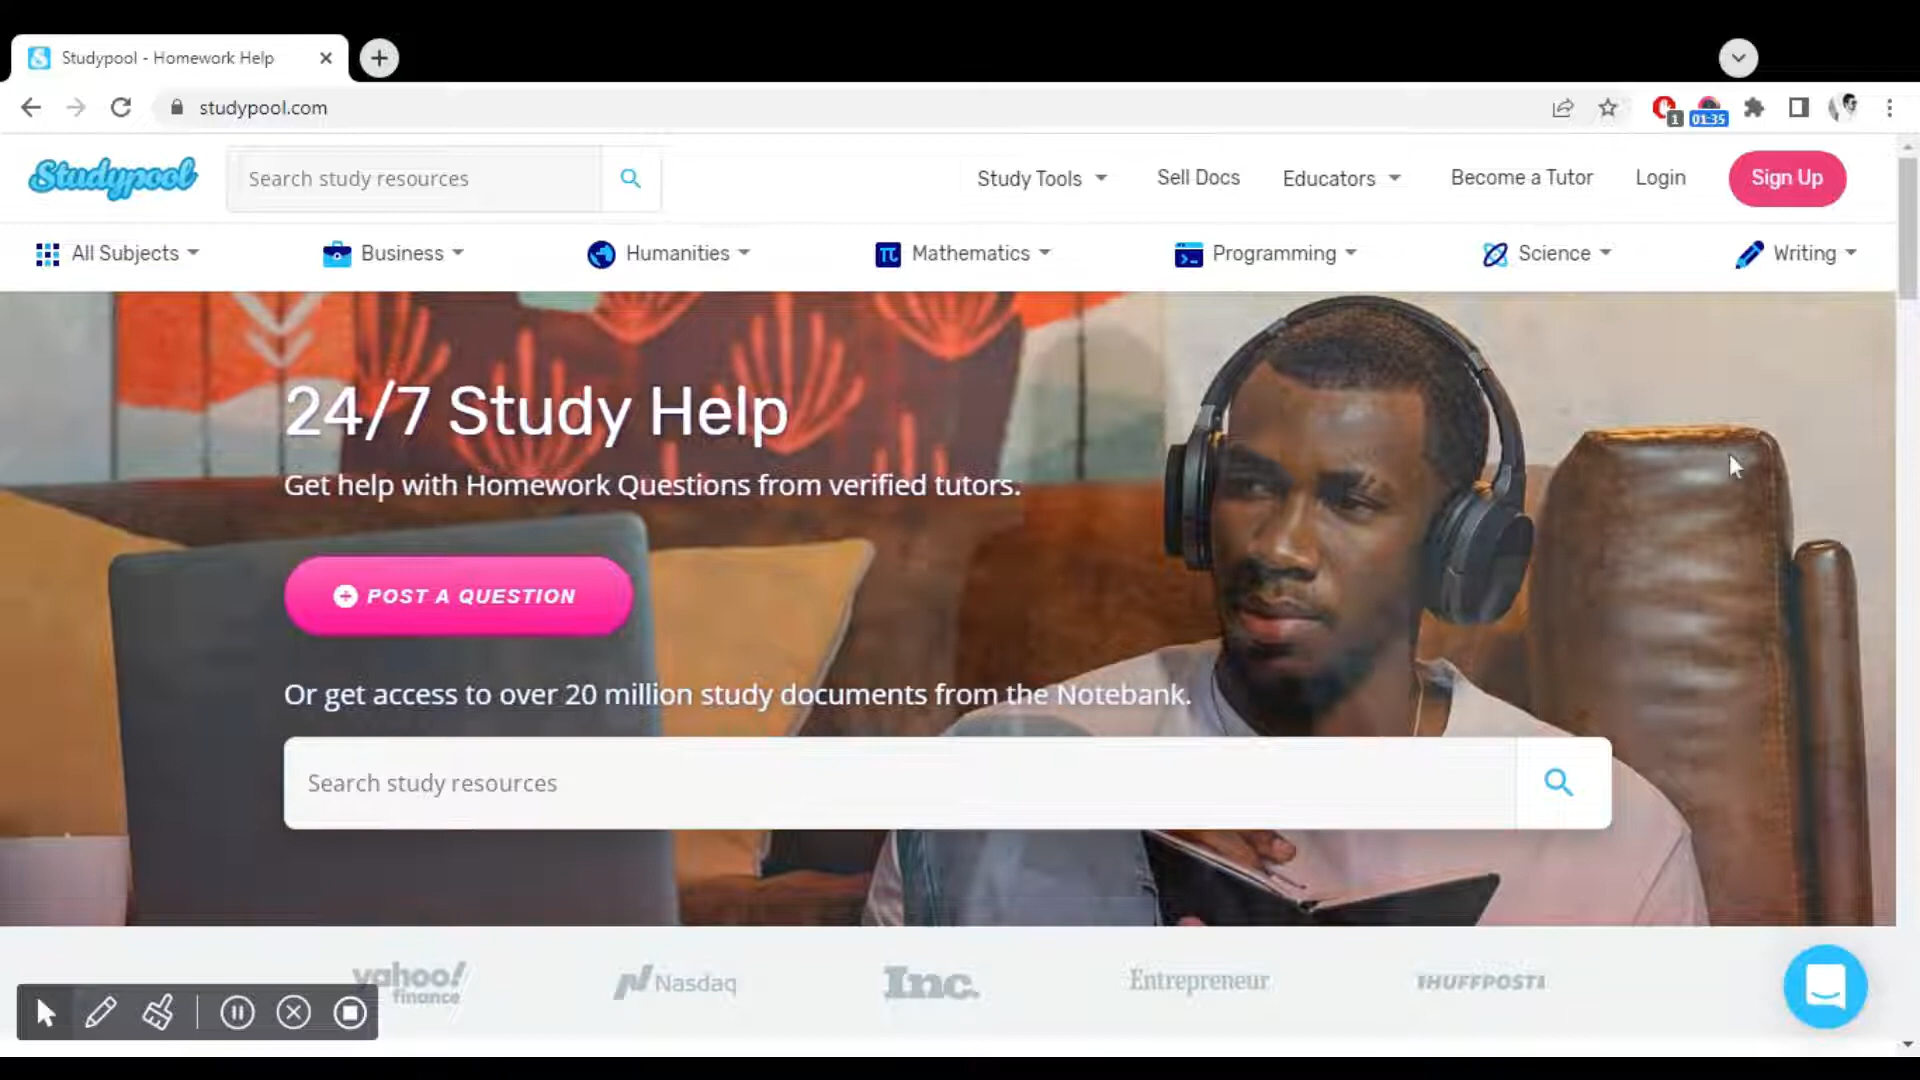 Studypool - Homework Help
studypool.com
1
01:35
Studypool
Search study resources
Study Tools
Sell Docs
Educators
Become a Tutor
Login
Sign Up
All Subjects
Business
Humanities
Mathematics
Programming
Science
Writing
24/7 Study Help
Get help with Homework Questions from verified tutors.
POST A QUESTION
Or get access to over 20 million study documents from the Notebank.
Search study resources
yahoo!
finance
Nasdaq
Inc.
Entrepreneur
HUFFPOST